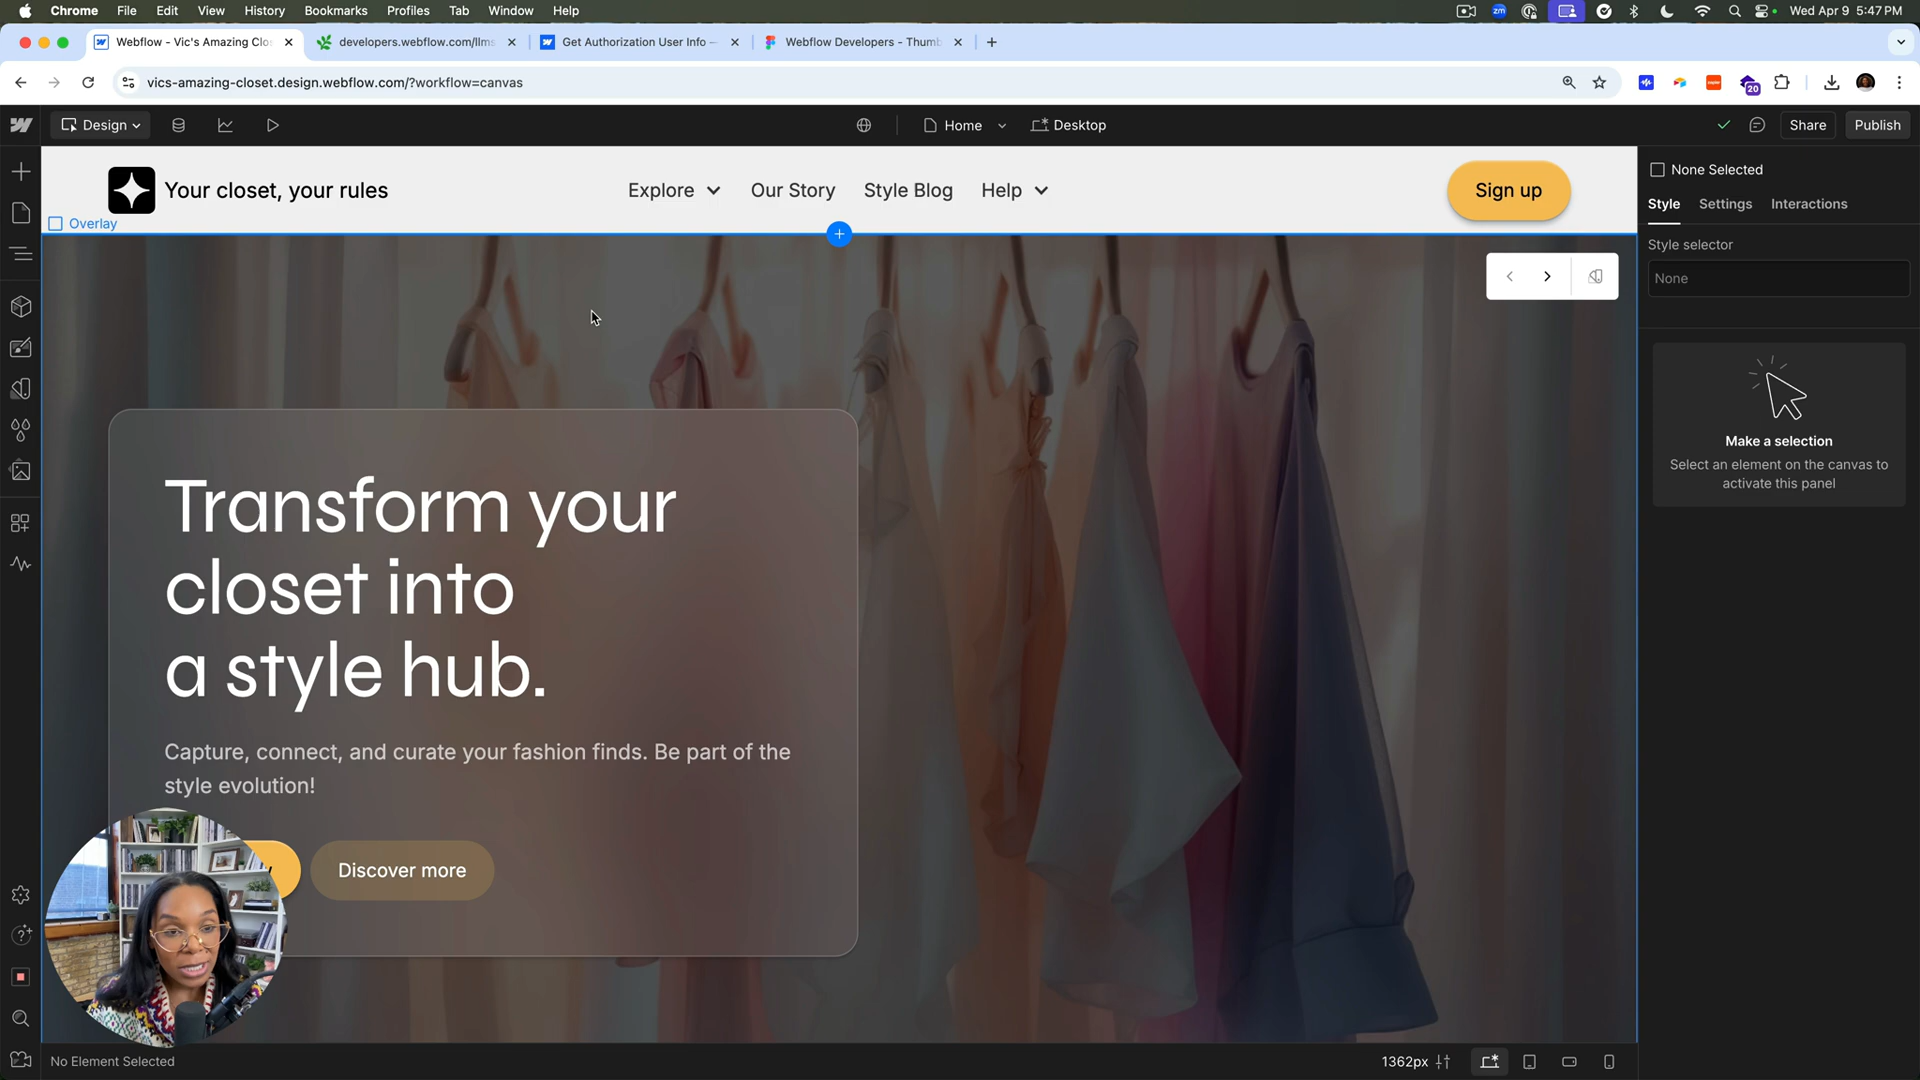 Chrome File Edit View History Bookmarks Profiles Tab Window Help
zm
Wed Apr 9 5:47 PM
Webflow - Vic's Amazing Clo
developers.webflow.com/llms
Get Authorization User Info —
Webflow Developers - Thumb
vics-amazing-closet.design.webflow.com/?workflow=canvas
20
Design
Home
Desktop
Share
Publish
Your closet, your rules
Explore
Our Story
Style Blog
Help
Sign up
Overlay
None Selected
Style Settings Interactions
Style selector
None
Make a selection
Select an element on the canvas to
activate this panel
Transform your
closet into
a style hub.
Capture, connect, and curate your fashion finds. Be part of the
style evolution!
Discover more
No Element Selected
1362px